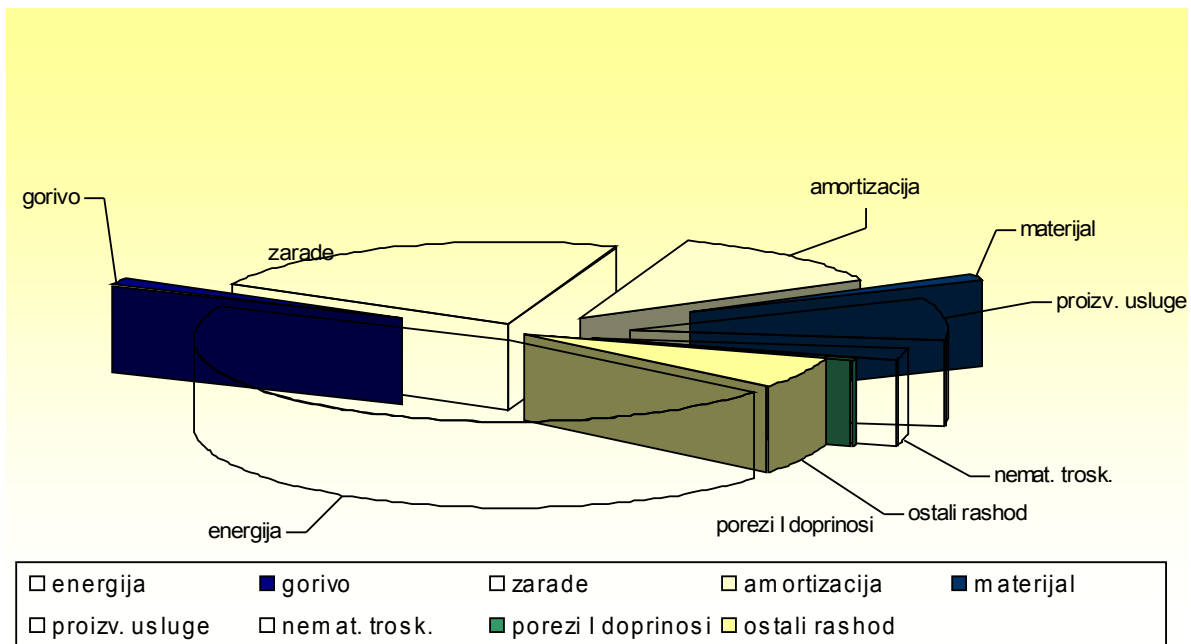 amortizacija
gorivo
materijal
zarade
proizv. usluge
nemat. trosk.
ostali rashod
porezi I doprinosi
energija
energija gorivo zarade amortizacija materijal
proizv. usluge nemat. trosk. porezi I doprinosi ostali rashod